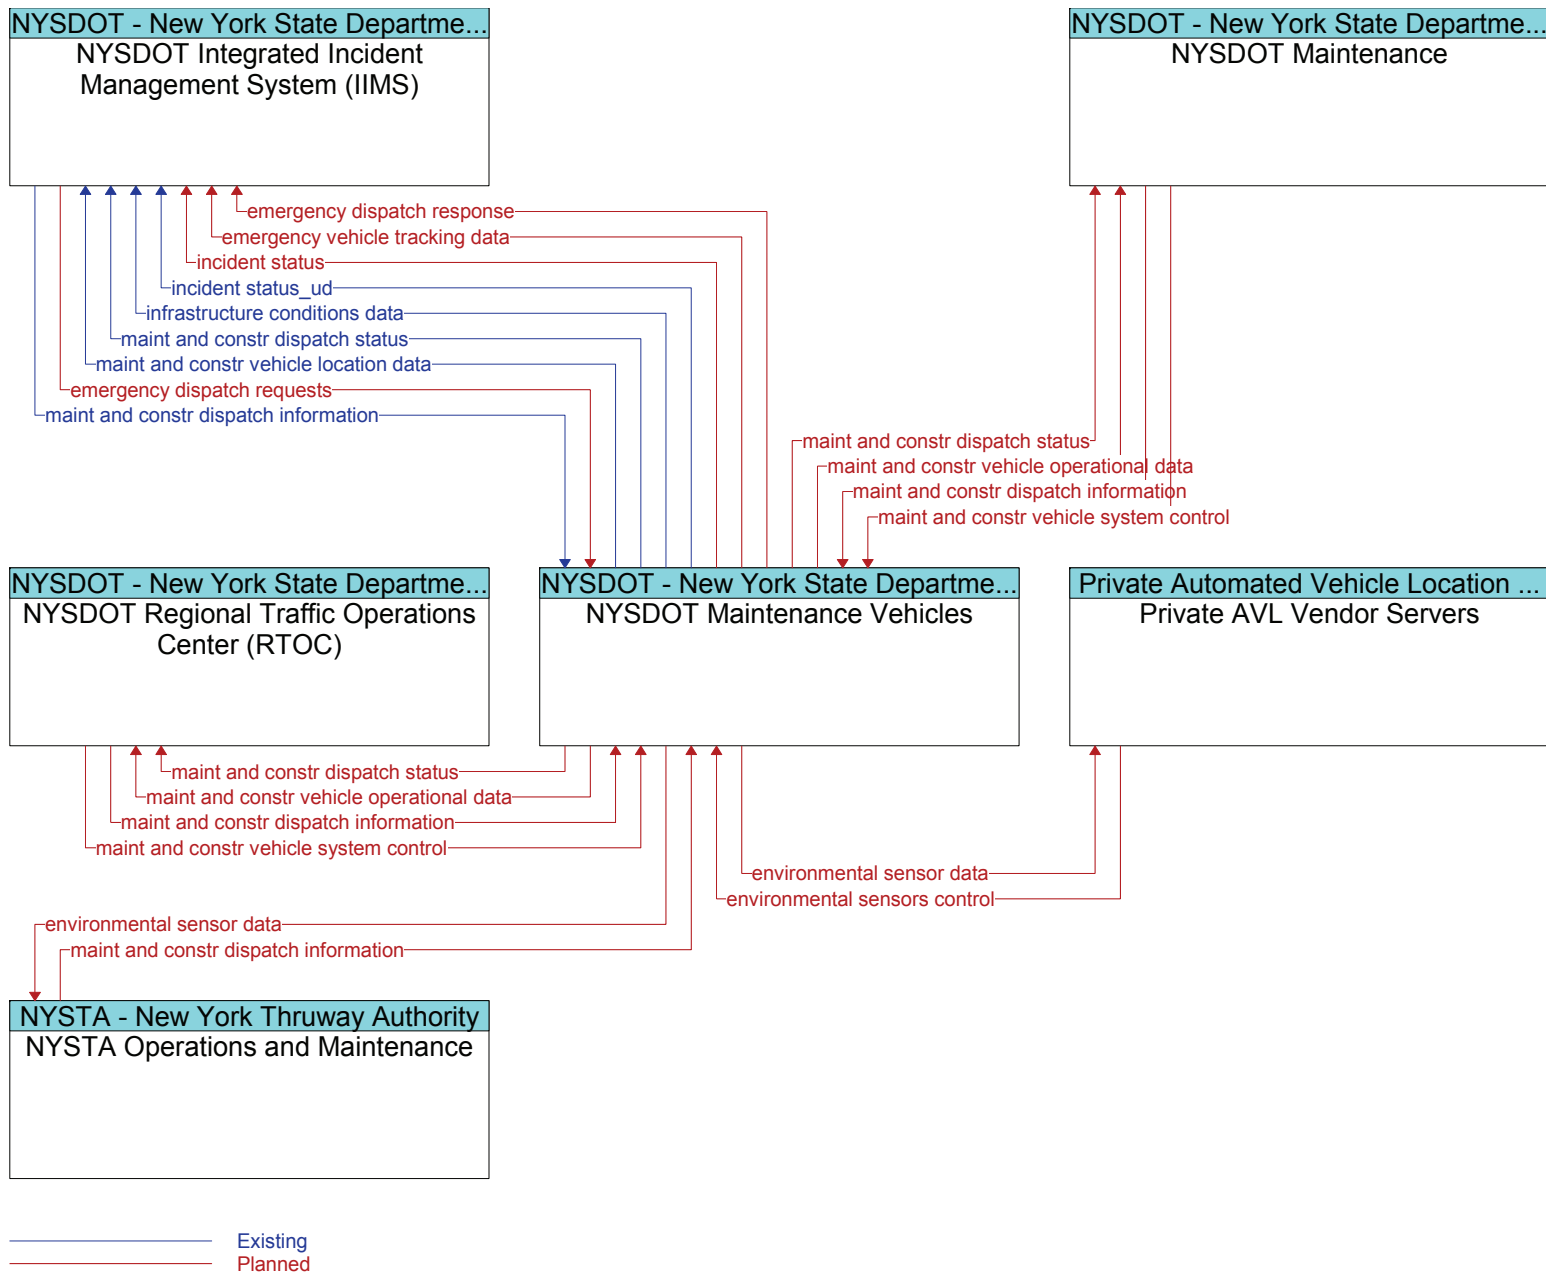 NYSDOT - New York State Departme...
NYSDOT Integrated Incident
Management System (IIMS)
NYSDOT - New York State Departme...
NYSDOT Maintenance
emergency dispatch response
emergency vehicle tracking data
incident status
incident status_ud
infrastructure conditions data
maint and constr dispatch status
maint and constr vehicle location data
emergency dispatch requests
maint and constr dispatch information
maint and constr dispatch status
maint and constr vehicle operational data
maint and constr dispatch information
maint and constr vehicle system control
NYSDOT - New York State Departme...
NYSDOT Regional Traffic Operations
Center (RTOC)
NYSDOT - New York State Departme...
NYSDOT Maintenance Vehicles
Private Automated Vehicle Location ...
Private AVL Vendor Servers
maint and constr dispatch status
maint and constr vehicle operational data
maint and constr dispatch information
maint and constr vehicle system control
environmental sensor data
environmental sensors control
environmental sensor data
maint and constr dispatch information
NYSTA - New York Thruway Authority
NYSTA Operations and Maintenance
Existing
Planned